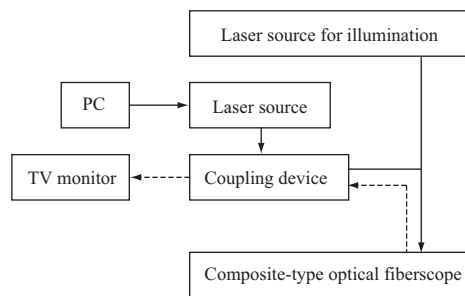 Laser source for illumination
PC
Laser source
TV monitor
Coupling device
Composite-type optical fiberscope